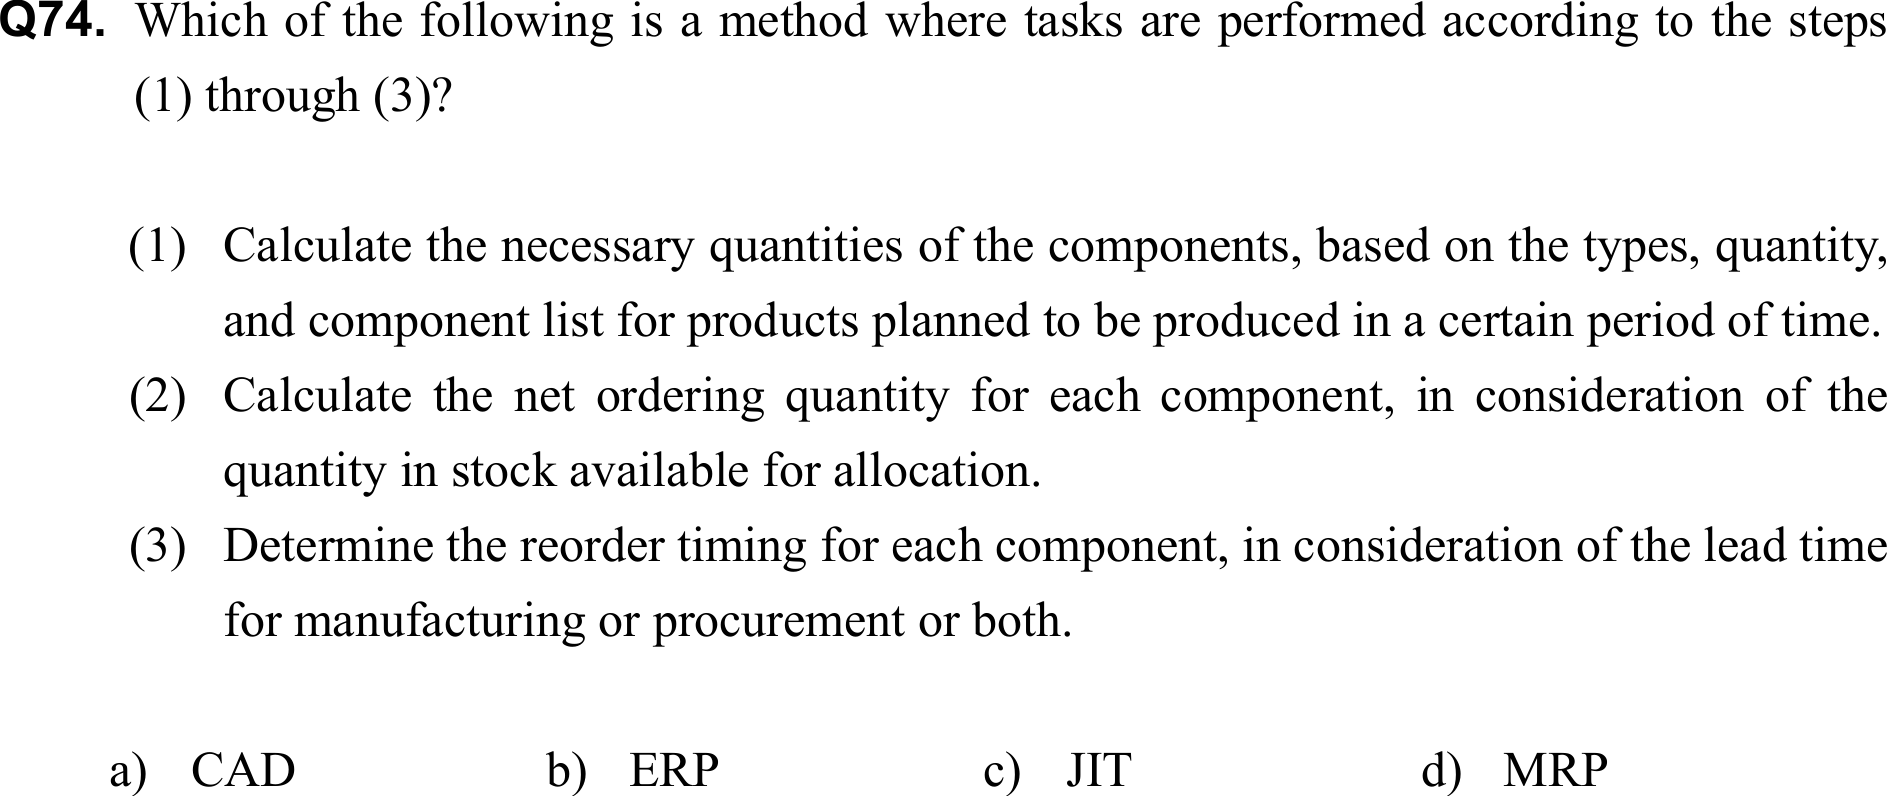 Q74. Which of the following is a method where tasks are performed according to the steps
(1) through (3)?
(1) Calculate the necessary quantities of the components, based on the types, quantity,
and component list for products planned to be produced in a certain period of time.
(2) Calculate the net ordering quantity for each component, in consideration of the
quantity in stock available for allocation.
(3) Determine the reorder timing for each component, in consideration of the lead time
for manufacturing or procurement or both.
a) CAD b) ERP c) JIT d) MRP